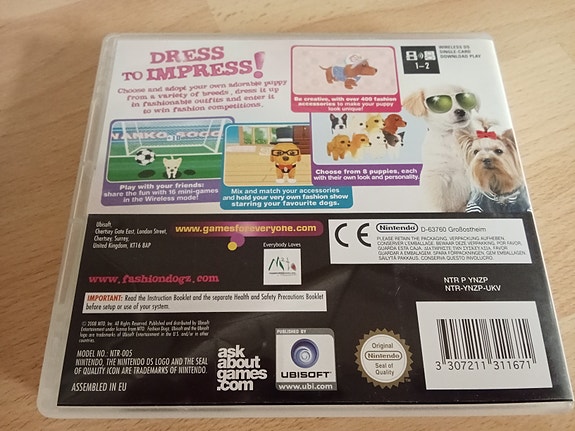 DRESS
TO IMPRESS!
Choose and adopt your own adorable puppy
from a variety of breeds, dress it up
in fashionable outfits and enter it
to win fashion competitions.
WIRELESS DS
SINGLE-CARD
DOWNLOAD PLAY
1-2
Be creative, with over 400 fashion
accessories to make your puppy
look unique!
Choose from 8 puppies, each
with their own look and personality.
Play with your friends:
share the fun with 16 mini-games
in the Wireless mode!
Mix and match your accessories
and hold your very own fashion show
starring your favourite dogs.
Ubisoft,
Chertsey Gate East, London Street,
Chertsey, Surrey,
United Kingdom, KT16 8AP
www.gamesforeveryone.com
Everybody Loves
CE
Nintendo
D-63760 Großostheim
PLEASE RETAIN THE PACKAGING. VERPACKUNG AUFHEBEN.
www.fashiondogz.com
NTR P YNZP
NTR-YNZP-UKV
IMPORTANT: Read the Instruction Booklet and the separate Health and Safety Precautions Booklet
before setup or use of your system.
MODEL NO.: NTR-005
NINTENDO, THE NINTENDO DS LOGO AND THE SEAL
OF QUALITY ICON ARE TRADEMARKS OF NINTENDO.
ASSEMBLED IN EU
ask
about
games
.com
PUBLISHED BY
UBISOFT
www.ubi.com
Original
Nintendo
Seal of
Quality
3 307211 311671